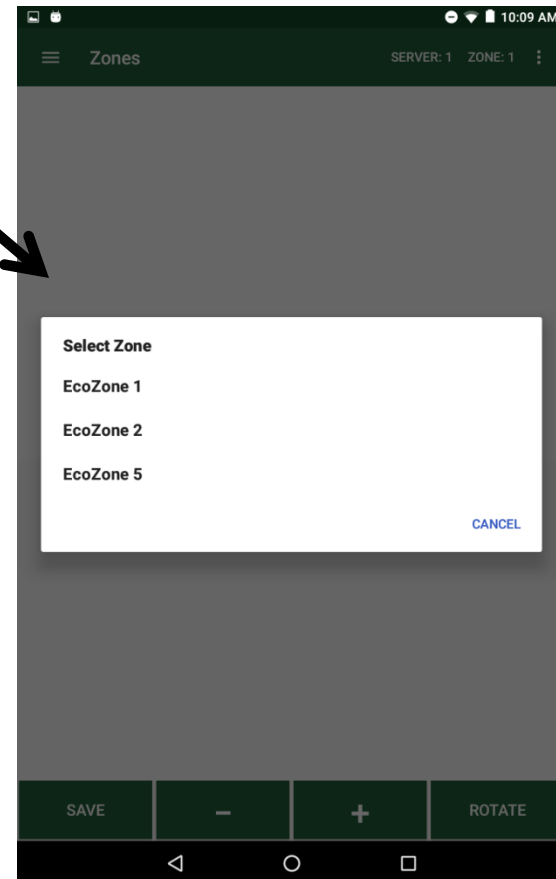 10:09 AM
Zones SERVER: 1 ZONE: 1
Select Zone
EcoZone 1
EcoZone 2
EcoZone 5
CANCEL
SAVE − + ROTATE